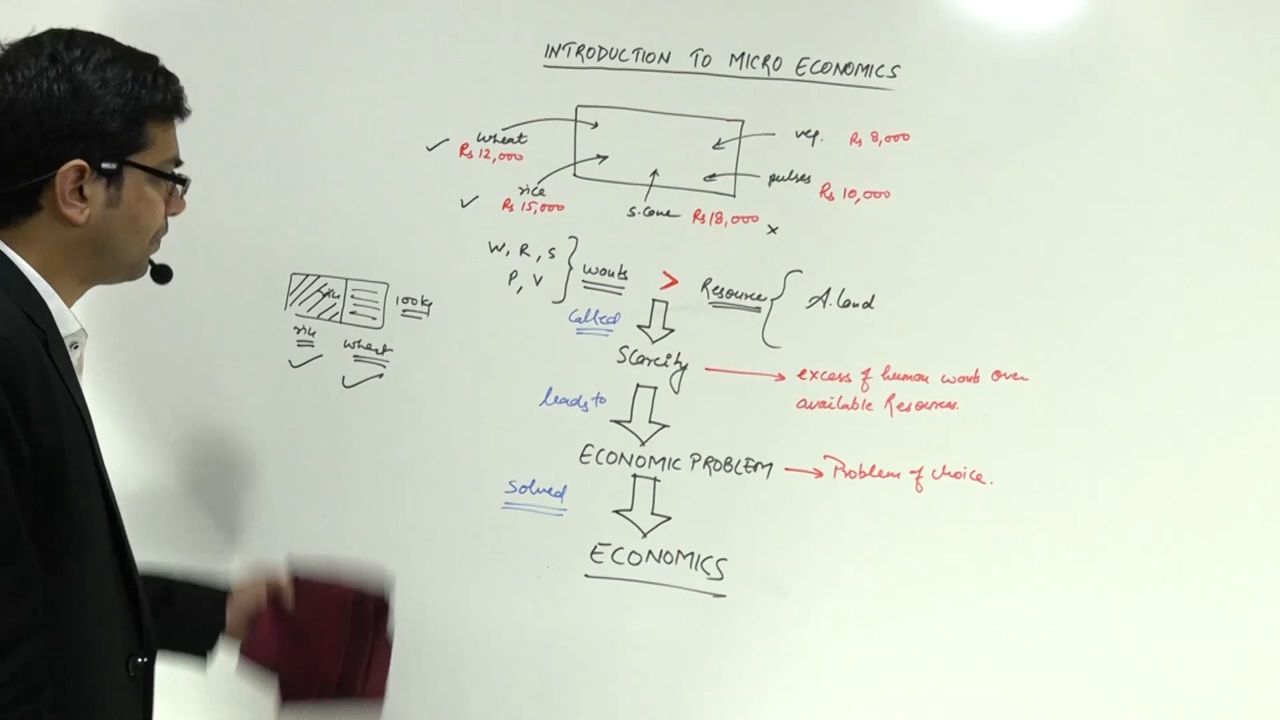 INTRODUCTION TO MICRO ECONOMICS
✓ wheat
Rs 12,000
veg. Rs 8,000
✓ rice
Rs 15,000
pulses Rs 10,000
S.Cane Rs 18,000 x
W, R, S
P, V
wants > Resource
A.Land
Called
Scarcity
excess of human wants over
available Resources.
rice
100kg
rice
wheat
leads to
ECONOMIC PROBLEM
Problem of choice.
Solved
ECONOMICS